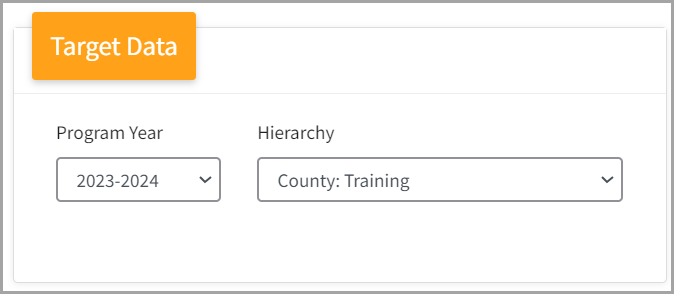 Target Data
Program Year
Hierarchy
2023-2024
County: Training